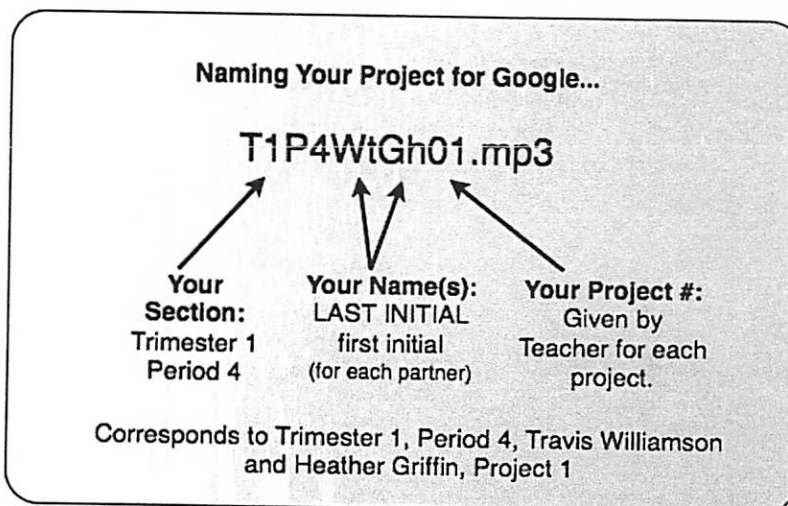 Naming Your Project for Google...
T1P4WtGh01.mp3
Your
Section:
Trimester 1
Period 4
Your Name(s):
LAST INITIAL
first initial
(for each partner)
Your Project #:
Given by
Teacher for each
project.
Corresponds to Trimester 1, Period 4, Travis Williamson
and Heather Griffin, Project 1